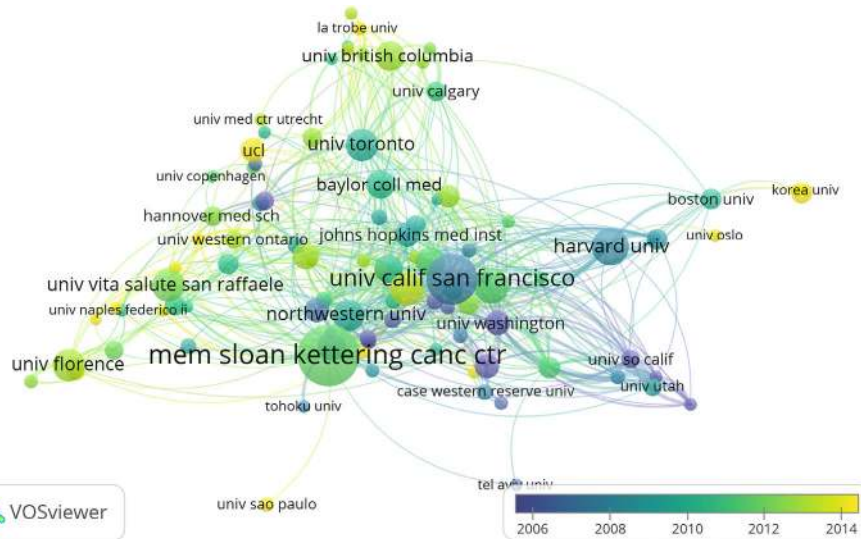 la trobe univ
univ british columbia
univ calgary
univ med ctr utrecht
univ toronto
ucl
univ copenhagen
baylor coll med
boston univ
korea univ
hannover med sch
univ western ontario
johns hopkins med inst
univ oslo
harvard univ
univ calif san francisco
univ vita salute san raffaele
univ naples federico ii
northwestern univ
univ washington
mem sloan kettering canc ctr
univ florence
univ so calif
univ utah
case western reserve univ
tohoku univ
tel aviv univ
univ sao paulo
VOSviewer
2006 2008 2010 2012 2014